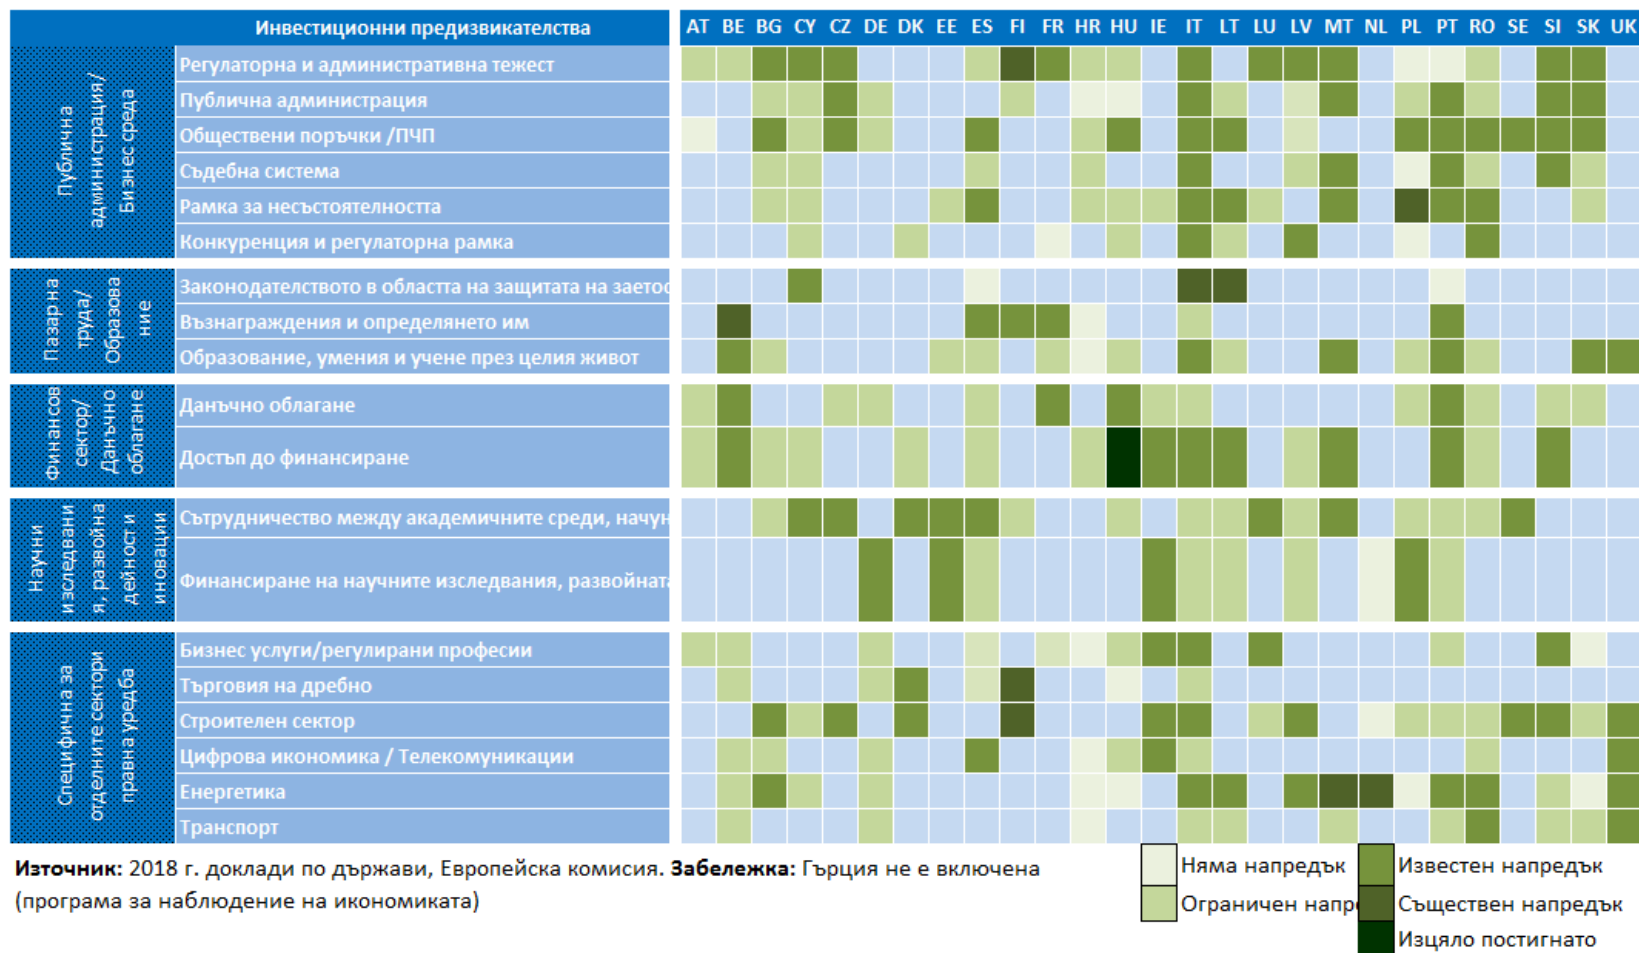 Инвестиционни предизвикателства
AT BE BG CY CZ DE DK EE ES FI FR HR HU IE IT LT LU LV MT NL PL PT RO SE SI SK UK
Публична
администрация/
Бизнес среда
Регулаторна и административна тежест
Публична администрация
Обществени поръчки /ПЧП
Съдебна система
Рамка за несъстоятелността
Конкуренция и регулаторна рамка
Пазар на
труда/
Образова
ние
Законодателството в областта на защитата на заетос
Възнаграждения и определянето им
Образование, умения и учене през целия живот
Финансов
сектор/
Данъчно
облагане
Данъчно облагане
Достъп до финансиране
Научни
изследвани
я, развойна
дейност и
иновации
Сътрудничество между академичните среди, научун
Финансиране на научните изследвания, развойната
Специфична за
отделните сектори
правна уредба
Бизнес услуги/регулирани професии
Търговия на дребно
Строителен сектор
Цифрова икономика / Телекомуникации
Енергетика
Транспорт
Източник: 2018 г. доклади по държави, Европейска комисия. Забележка: Гърция не е включена
(програма за наблюдение на икономиката)
Няма напредък
Известен напредък
Ограничен напр
Съществен напредък
Изцяло постигнато